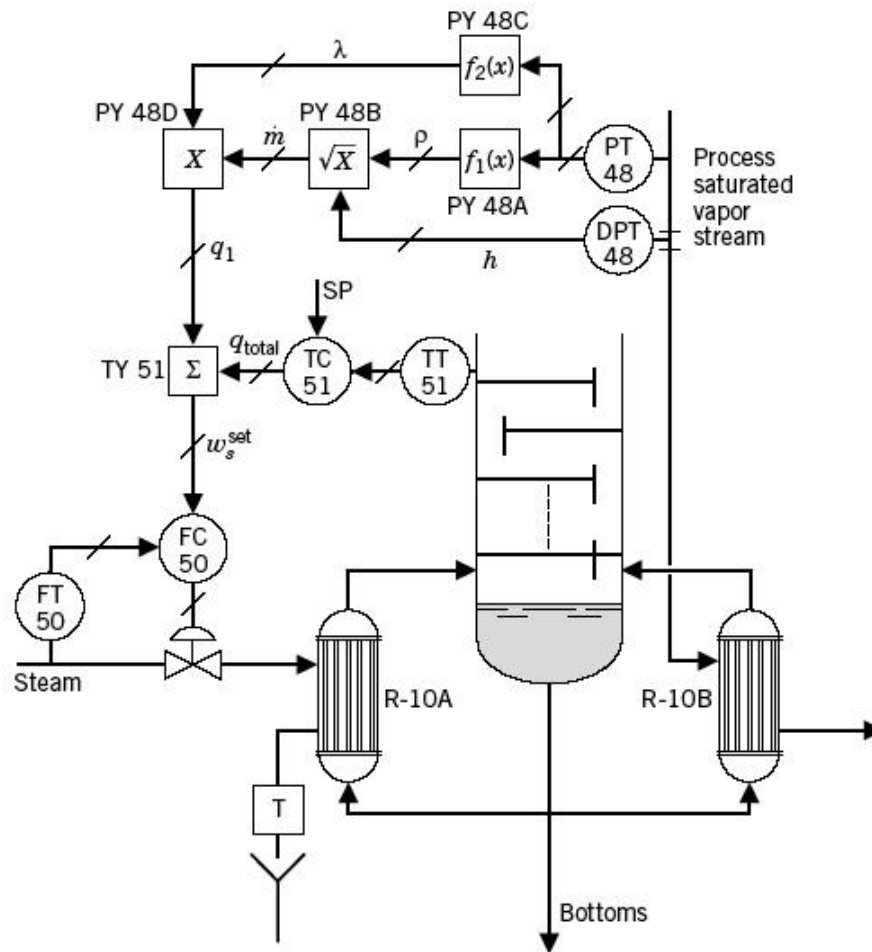 PY 48C
λ
f₂(x)
PY 48D
PY 48B
ṁ
ρ
X
√X
f₁(x)
PT
48
PY 48A
Process
saturated
vapor
stream
DPT
48
h
q₁
SP
q_total
TY 51
Σ
TC
51
TT
51
w_s^set
FC
50
FT
50
Steam
R-10A
R-10B
T
Bottoms